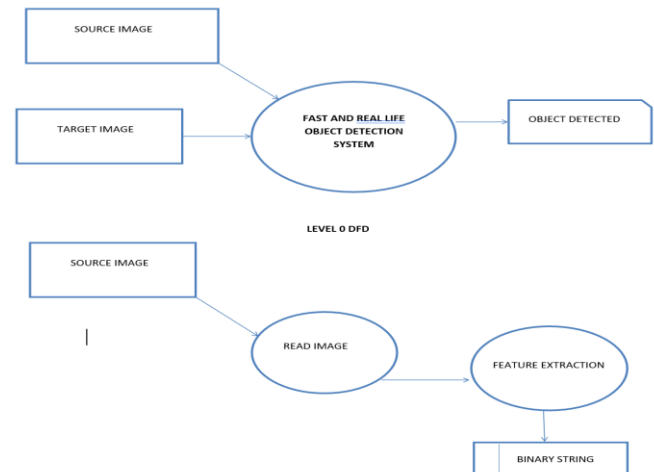 SOURCE IMAGE
TARGET IMAGE
FAST AND REAL LIFE
OBJECT DETECTION
SYSTEM
OBJECT DETECTED
LEVEL 0 DFD
SOURCE IMAGE
READ IMAGE
FEATURE EXTRACTION
BINARY STRING